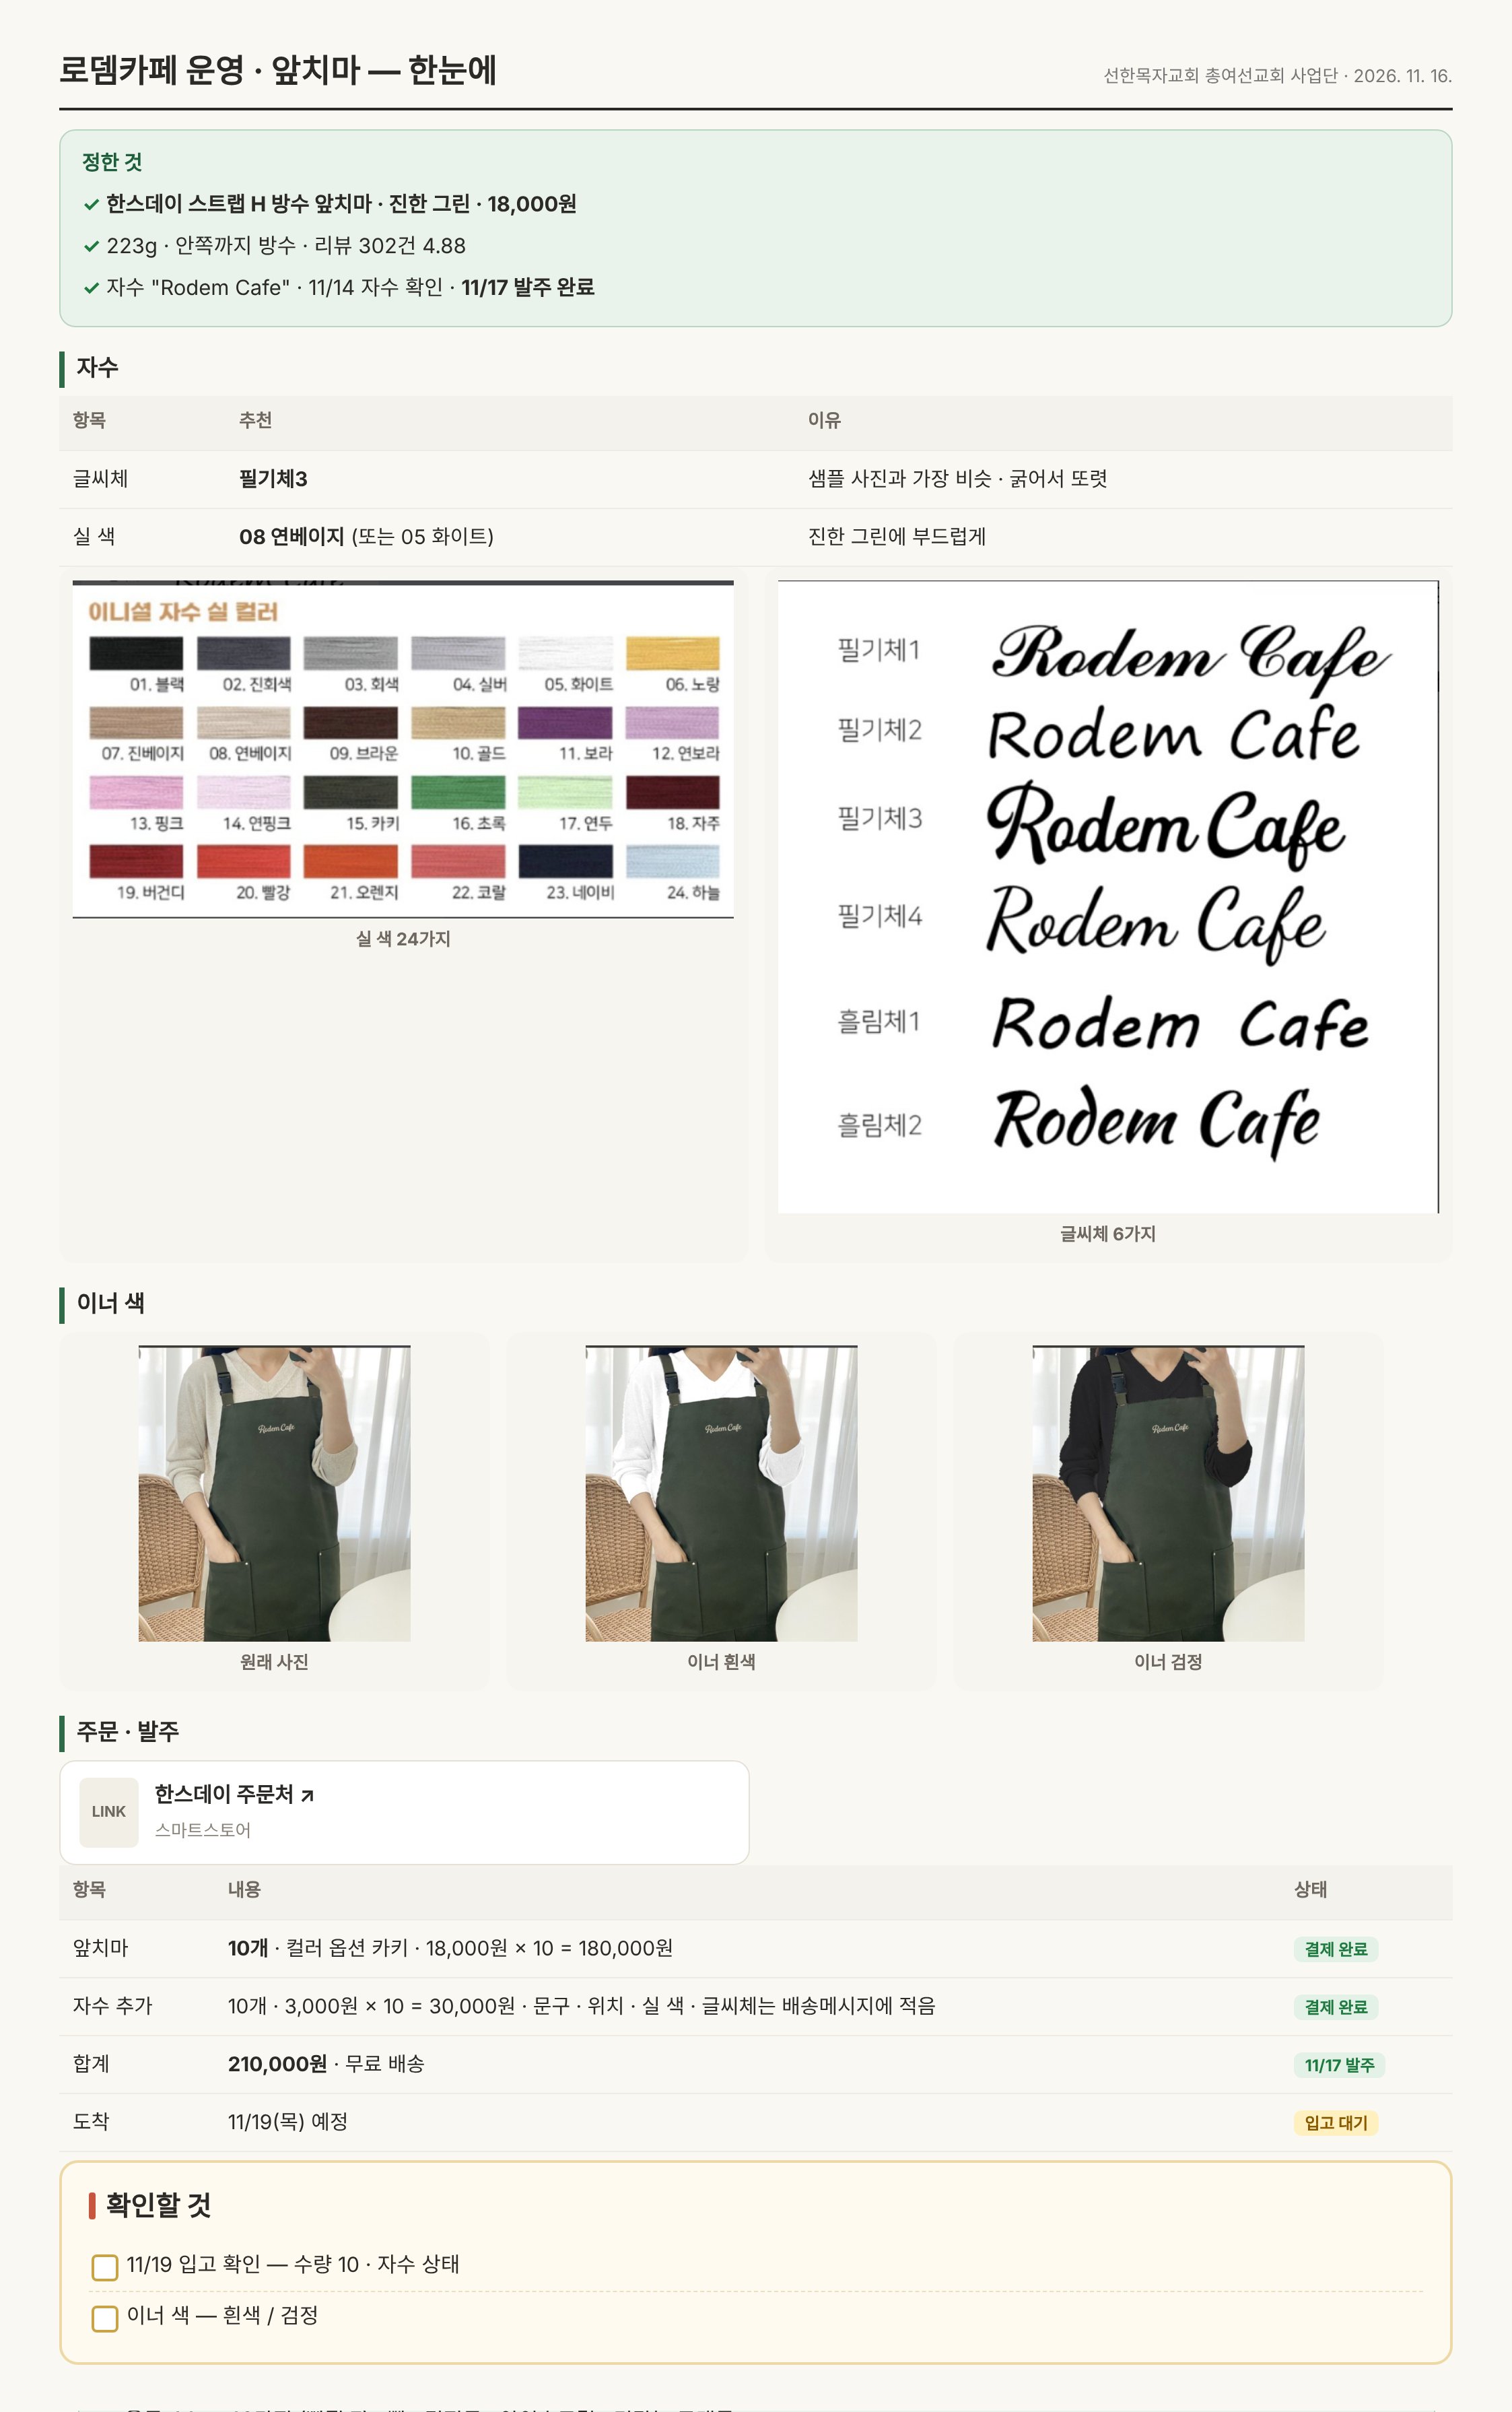 로뎀카페 운영 · 앞치마 — 한눈에
선한목자교회 총여선교회 사업단 · 2026. 11. 16.
정한 것
✓ 한스데이 스트랩 H 방수 앞치마 · 진한 그린 · 18,000원
✓ 223g · 안쪽까지 방수 · 리뷰 302건 4.88
✓ 자수 "Rodem Cafe" · 11/14 자수 확인 · 11/17 발주 완료
자수
항목 추천 이유
글씨체 필기체3 샘플 사진과 가장 비슷 · 굵어서 또렷
실 색 08 연베이지 (또는 05 화이트) 진한 그린에 부드럽게
이니셜 자수 실 컬러
01. 블랙 02. 진회색 03. 회색 04. 실버 05. 화이트 06. 노랑
07. 진베이지 08. 연베이지 09. 브라운 10. 골드 11. 보라 12. 연보라
13. 핑크 14. 연핑크 15. 카키 16. 초록 17. 연두 18. 자주
19. 버건디 20. 빨강 21. 오렌지 22. 코랄 23. 네이비 24. 하늘
실 색 24가지
필기체1 Rodem Cafe
필기체2 Rodem Cafe
필기체3 Rodem Cafe
필기체4 Rodem Cafe
흘림체1 Rodem Cafe
흘림체2 Rodem Cafe
글씨체 6가지
이너 색
Rodem Cafe
Rodem Cafe
Rodem Cafe
원래 사진
이너 흰색
이너 검정
주문 · 발주
LINK
한스데이 주문처 ↗
스마트스토어
항목 내용 상태
앞치마 10개 · 컬러 옵션 카키 · 18,000원 × 10 = 180,000원 결제 완료
자수 추가 10개 · 3,000원 × 10 = 30,000원 · 문구 · 위치 · 실 색 · 글씨체는 배송메시지에 적음 결제 완료
합계 210,000원 · 무료 배송 11/17 발주
도착 11/19(목) 예정 입고 대기
확인할 것
11/19 입고 확인 — 수량 10 · 자수 상태
이너 색 — 흰색 / 검정